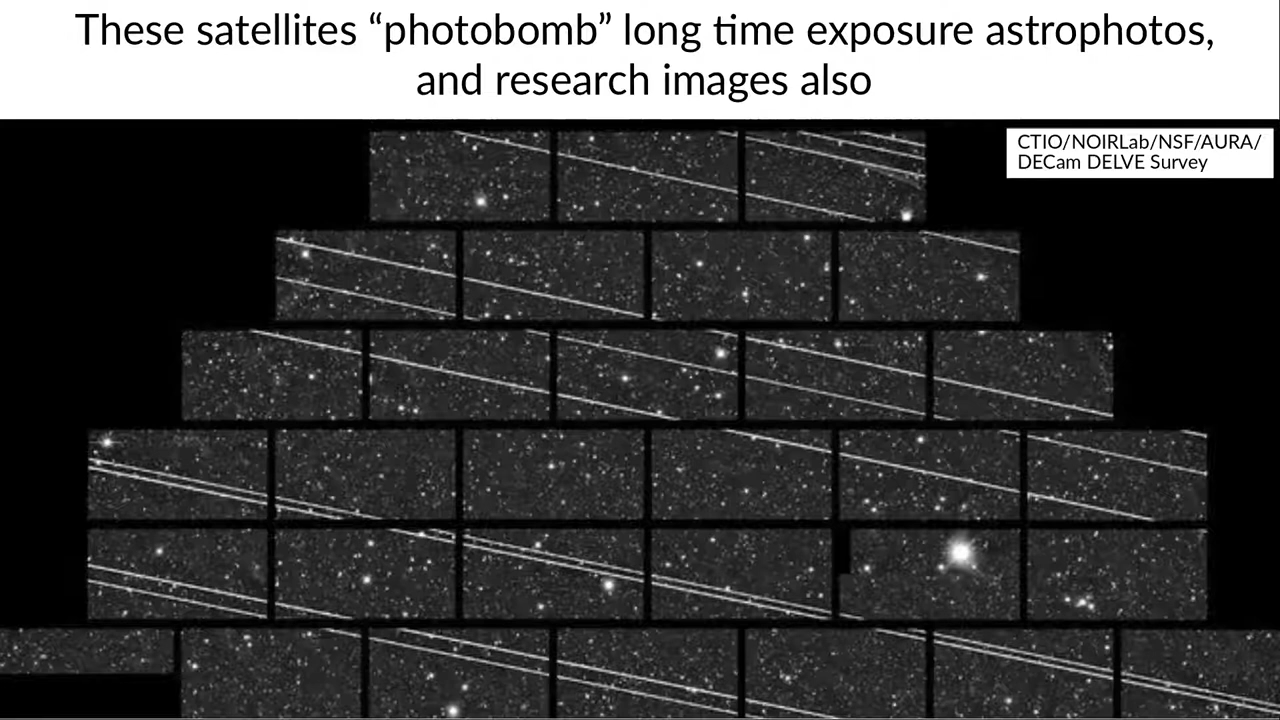 These satellites “photobomb” long time exposure astrophotos,
and research images also
CTIO/NOIRLab/NSF/AURA/
DECam DELVE Survey